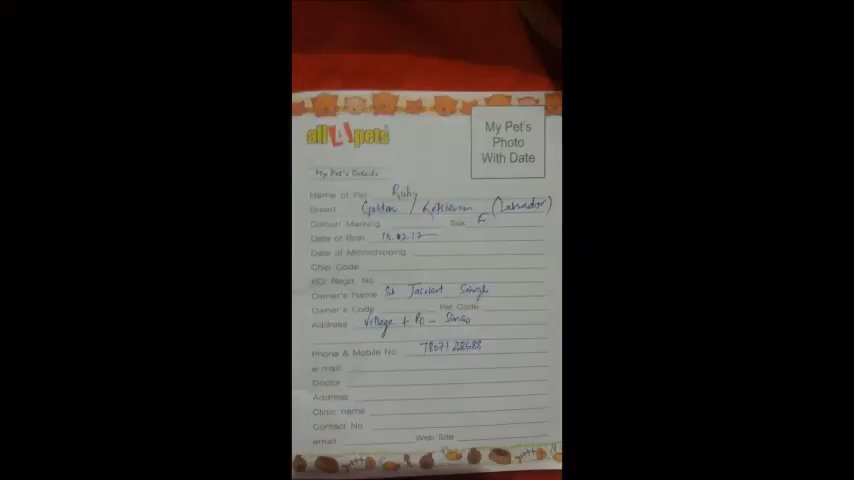 all 4 pets
My Pet's
Photo
With Date
My Pet's Details
Name of Pet Ruby
Breed Golden / Retriever (Labrador)
Colour/ Marking Sex F
Date of Birth 15.02.17
Date of Microchipping
Chip Code
KCI Regd. No.
Owner's Name Sh Jaswant Singh
Owner's Code Pet Code
Address Village & PO -
Phone & Mobile No
e-mail
Doctor
Address
Clinic name
Contact No
email Web Site